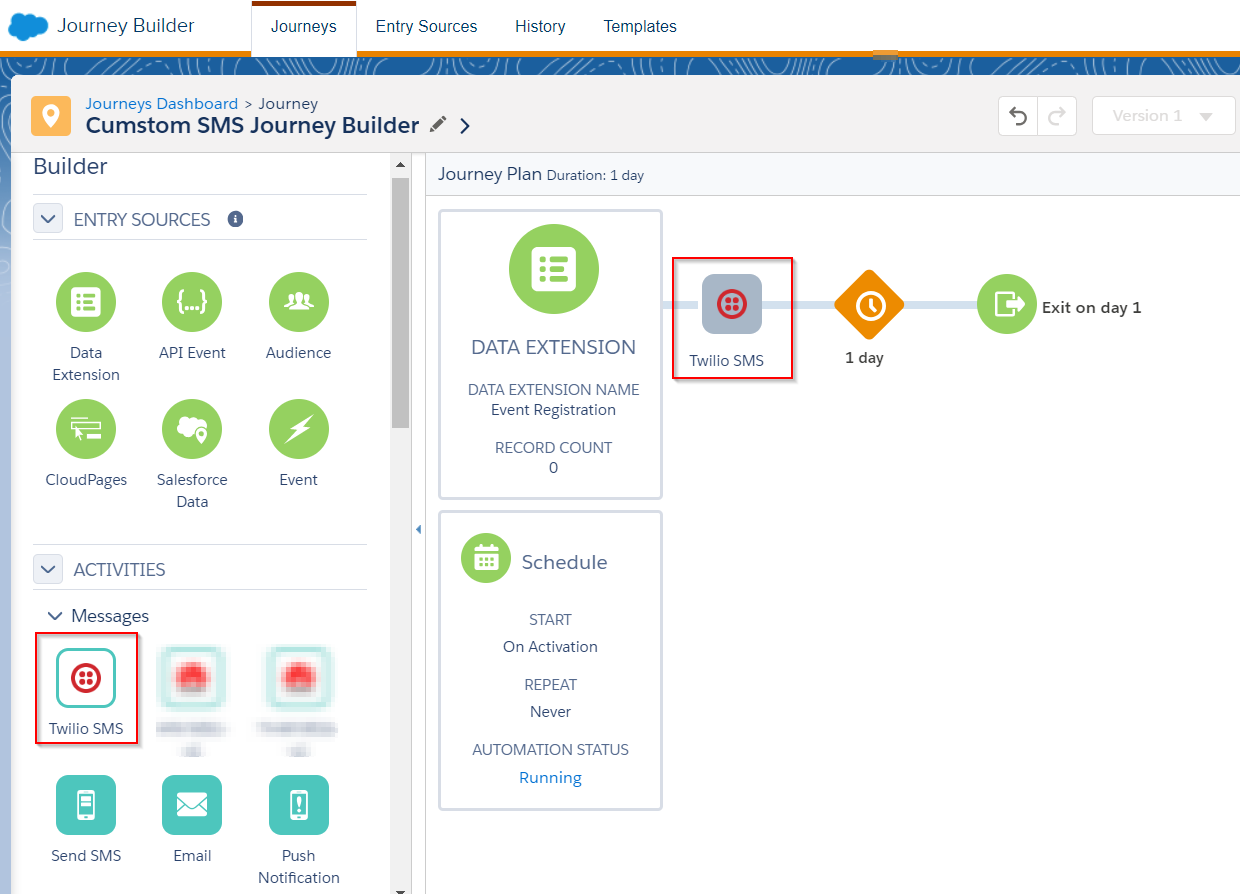 Journey Builder
Journeys
Entry Sources
History
Templates
Journeys Dashboard > Journey
Cumstom SMS Journey Builder
Version 1
Builder
ENTRY SOURCES
Data
Extension
API Event
Audience
CloudPages
Salesforce
Data
Event
ACTIVITIES
Messages
Twilio SMS
Send SMS
Email
Push
Notification
Journey Plan Duration: 1 day
DATA EXTENSION
DATA EXTENSION NAME
Event Registration
RECORD COUNT
0
Twilio SMS
1 day
Exit on day 1
Schedule
START
On Activation
REPEAT
Never
AUTOMATION STATUS
Running